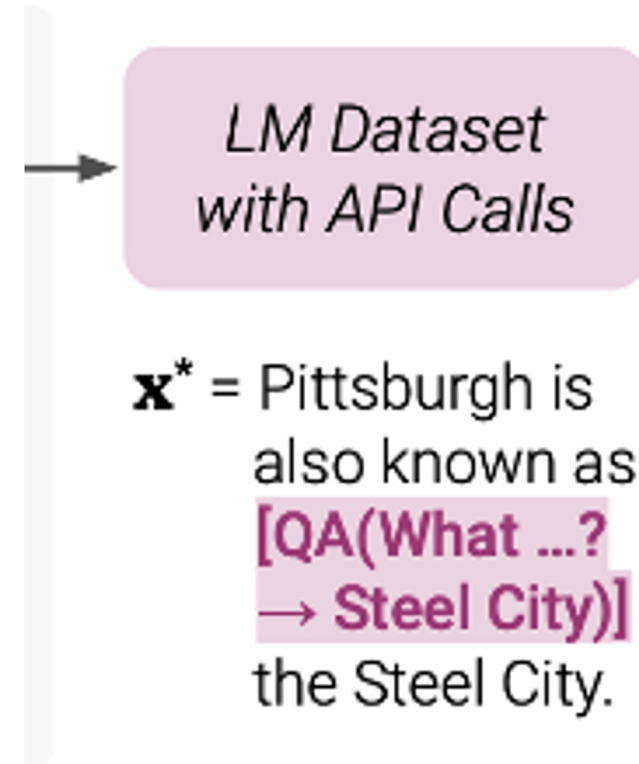 LM Dataset
with API Calls
x* = Pittsburgh is
also known as
[QA(What ...?
→ Steel City)]
the Steel City.